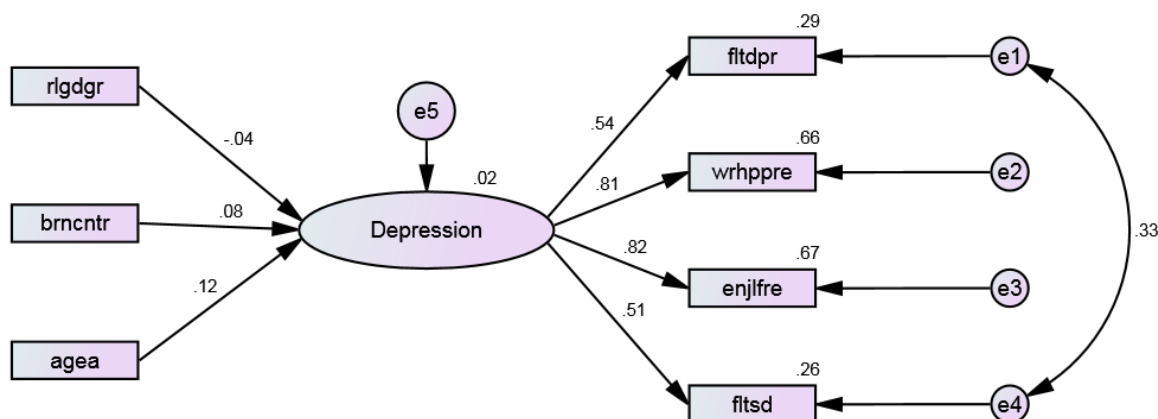 .29
fltdpr
e1
rlgdgr
e5
-.04
.54
.66
.02
wrhppre
e2
.81
.08
brncntr
Depression
.33
.82
.67
.12
enjlfre
e3
.51
agea
.26
fltsd
e4